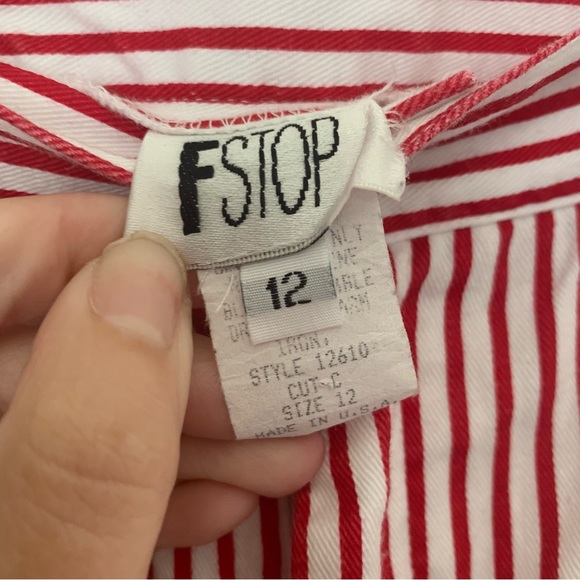 FSTOP
12
IRON.
STYLE 12610
CUT-C
SIZE 12
MADE IN U.S.A.